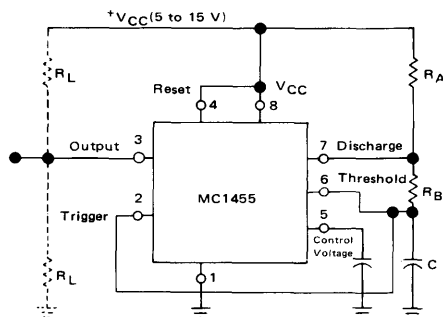 +VCC (5 to 15 V)
RL
Reset
4
VCC
8
RA
Output
3
7
Discharge
6
Threshold
RB
MC1455
2
Trigger
5
Control
Voltage
C
RL
1